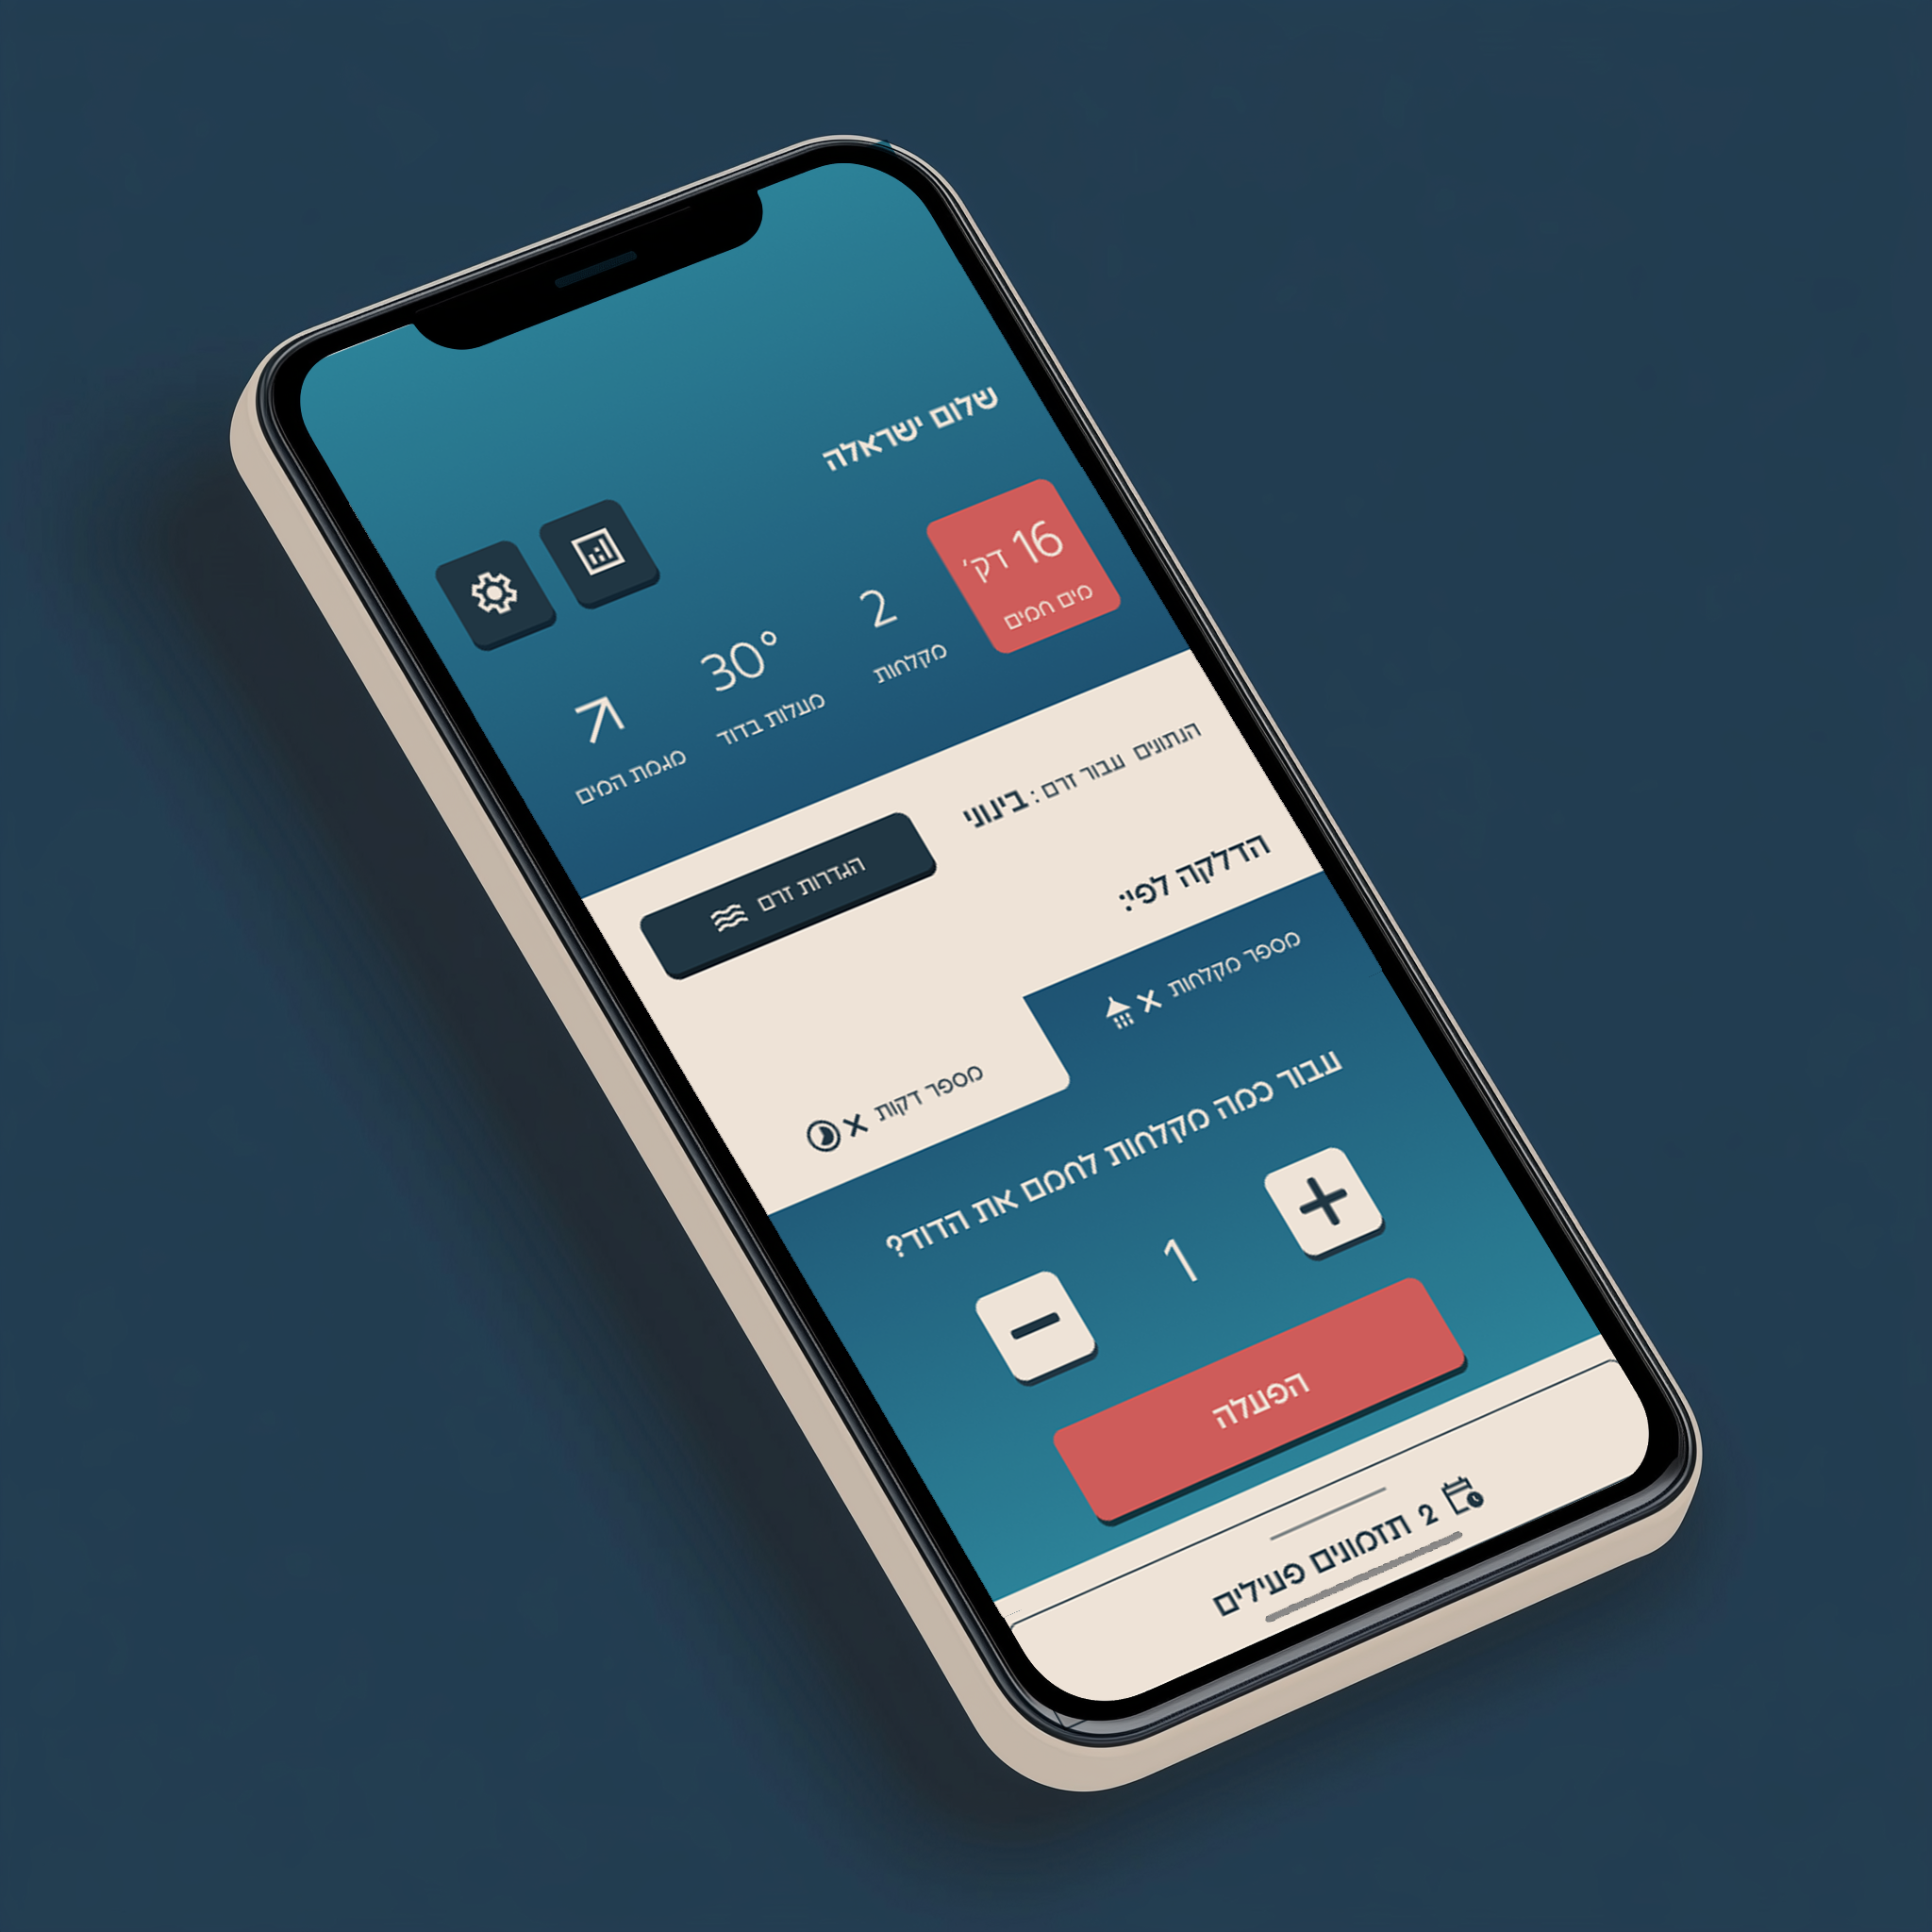 שלום ישראלה
16 דק׳
מים חמים
2
מקלחות
30°
מעלות בדוד
מגמת המים
הנתונים עבור זרם : בינוני
הגדרות זרם
הדלקה לפי:
מספר מקלחות ×
מספר דקות ×
עבור כמה מקלחות לחמם את הדוד?
+
1
−
הפעלה
2 תזמונים פעילים